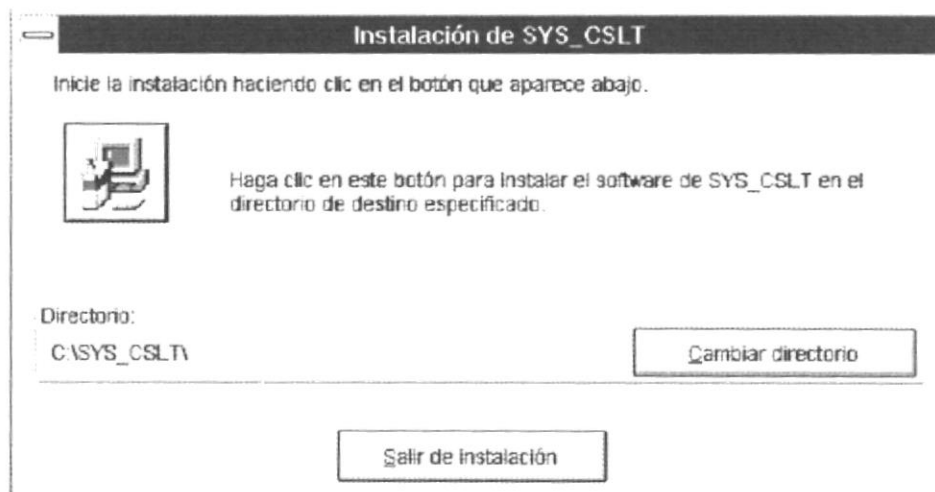 Instalación de SYS_CSLT
Inicie la instalación haciendo clic en el botón que aparece abajo.
Haga clic en este botón para instalar el software de SYS_CSLT en el
directorio de destino especificado.
Directorio:
C:\SYS_CSLT\
Cambiar directorio
Salir de instalación